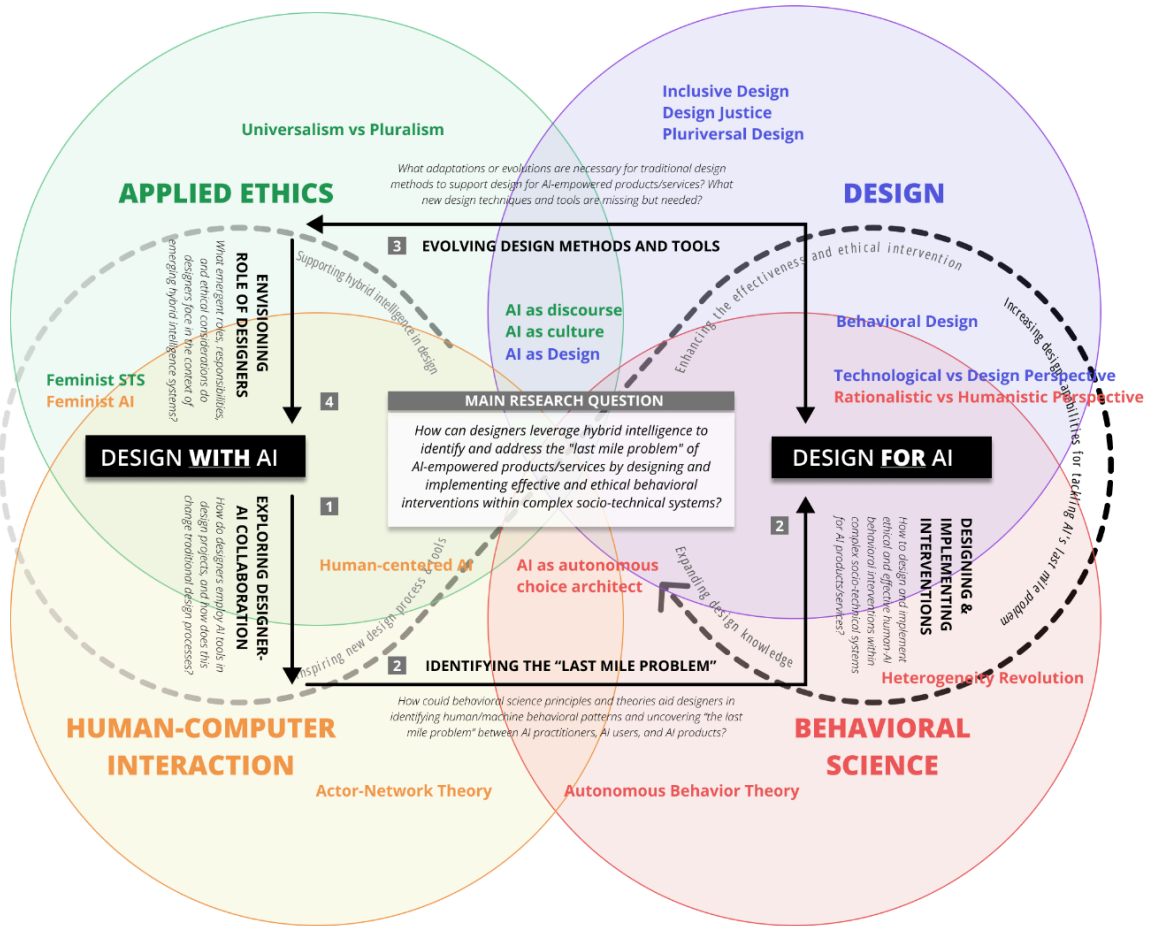 Inclusive Design
Design Justice
Pluriversal Design
Universalism vs Pluralism
What adaptations or evolutions are necessary for traditional design
methods to support design for AI-empowered products/services? What
new design techniques and tools are missing but needed?
APPLIED ETHICS
DESIGN
3
EVOLVING DESIGN METHODS AND TOOLS
ENVISIONING
ROLE OF DESIGNERS
What emergent roles, responsibilities,
and ethical considerations do
designers face in the context of
emerging hybrid intelligence systems?
Supporting hybrid intelligence in design
Enhancing the effectiveness and ethical intervention
Increasing design capabilities for tackling AI's last mile problem
AI as discourse
AI as culture
AI as Design
Behavioral Design
Technological vs Design Perspective
Rationalistic vs Humanistic Perspective
Feminist STS
Feminist AI
4
MAIN RESEARCH QUESTION
How can designers leverage hybrid intelligence to
identify and address the "last mile problem" of
AI-empowered products/services by designing and
implementing effective and ethical behavioral
interventions within complex socio-technical systems?
DESIGN WITH AI
DESIGN FOR AI
1
EXPLORING DESIGNER-
AI COLLABORATION
How do designers employ AI tools in
design projects, and how does this
change traditional design processes?
2
DESIGNING &
IMPLEMENTING
INTERVENTIONS
How to design and implement
ethical and effective human-AI
behavioral interventions within
complex socio-technical systems
for AI products/services?
Human-centered AI
AI as autonomous
choice architect
Inspiring new design process & tools
Expanding design knowledge
2
IDENTIFYING THE “LAST MILE PROBLEM”
How could behavioral science principles and theories aid designers in
identifying human/machine behavioral patterns and uncovering “the last
mile problem” between AI practitioners, AI users, and AI products?
Heterogeneity Revolution
HUMAN-COMPUTER
INTERACTION
BEHAVIORAL
SCIENCE
Actor-Network Theory
Autonomous Behavior Theory